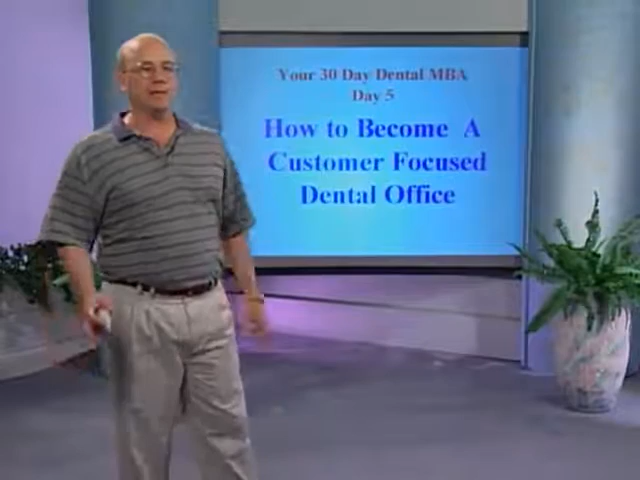 Your 30 Day Dental MBA
Day 5
How to Become A
Customer Focused
Dental Office